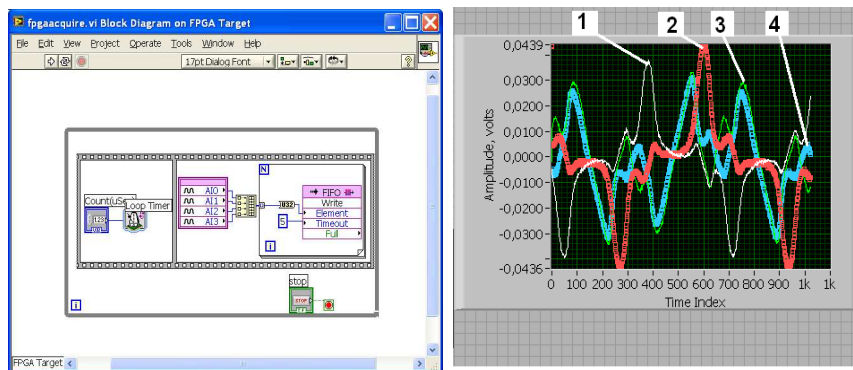 fpgaacquire.vi Block Diagram on FPGA Target
File Edit View Project Operate Tools Window Help
17pt Dialog Font
N
AI0
AI1
AI2
AI3
FIFO
Write
Element
Timeout
Full
U32
5
i
Loop Timer
123
i
stop
STOP
FPGA Target
1 2 3 4
Amplitude, volts
0,0439
0,0300
0,0200
0,0100
0,0000
-0,0100
-0,0200
-0,0300
-0,0436
0 100 200 300 400 500 600 700 800 900 1k 1k
Time Index